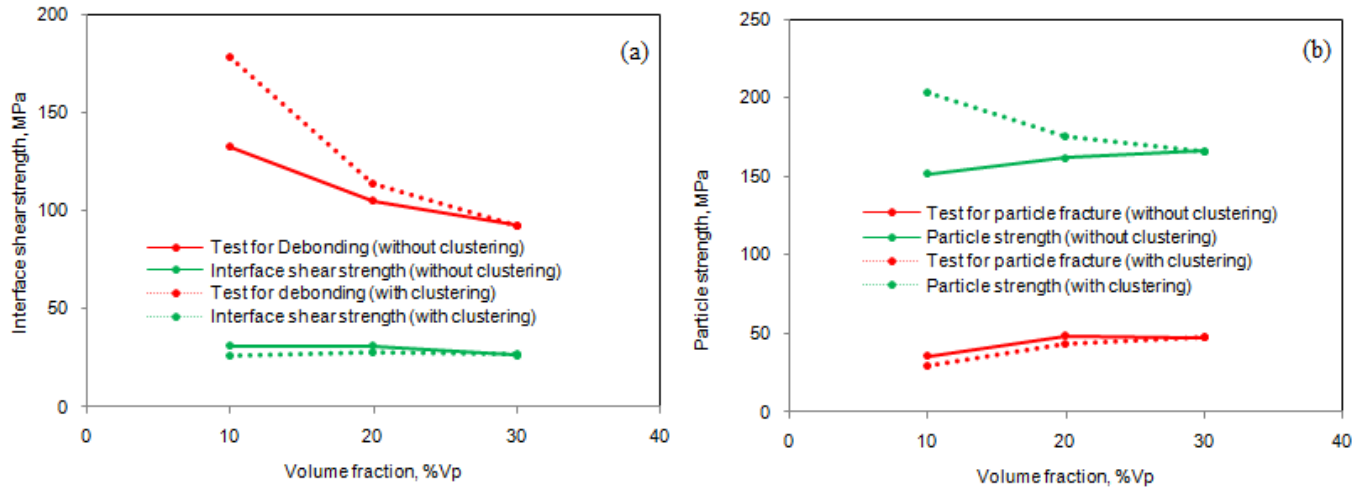 200
150
100
50
0
0
10
20
30
40
Interface shear strength, MPa
Volume fraction, %Vp
(a)
Test for Debonding (without clustering)
Interface shear strength (without clustering)
Test for debonding (with clustering)
Interface shear strength (with clustering)
250
200
150
100
50
0
0
10
20
30
40
Particle strength, MPa
Volume fraction, %Vp
(b)
Test for particle fracture (without clustering)
Particle strength (without clustering)
Test for particle fracture (with clustering)
Particle strength (with clustering)